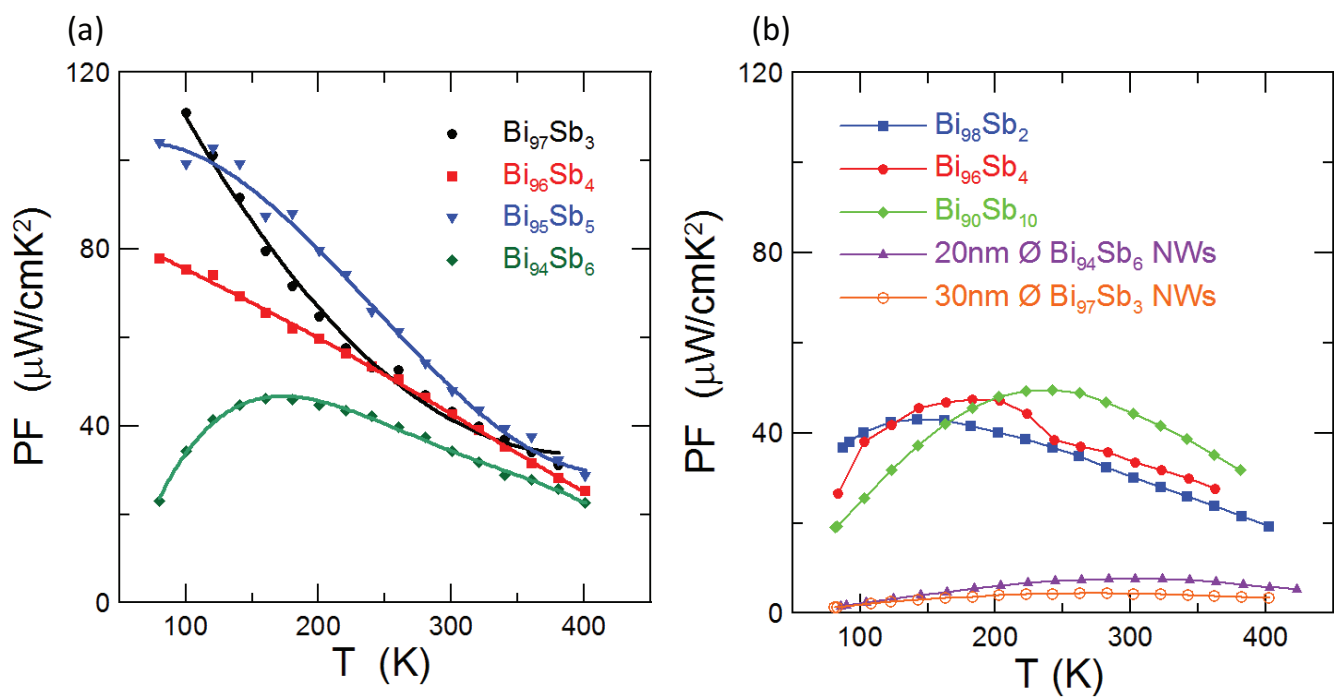 (a)
120
80
40
0
PF (μW/cmK²)
100
200
300
400
T (K)
Bi₉₇Sb₃
Bi₉₆Sb₄
Bi₉₅Sb₅
Bi₉₄Sb₆
(b)
120
80
40
0
PF (μW/cmK²)
100
200
300
400
T (K)
Bi₉₈Sb₂
Bi₉₆Sb₄
Bi₉₀Sb₁₀
20nm Ø Bi₉₄Sb₆ NWs
30nm Ø Bi₉₇Sb₃ NWs